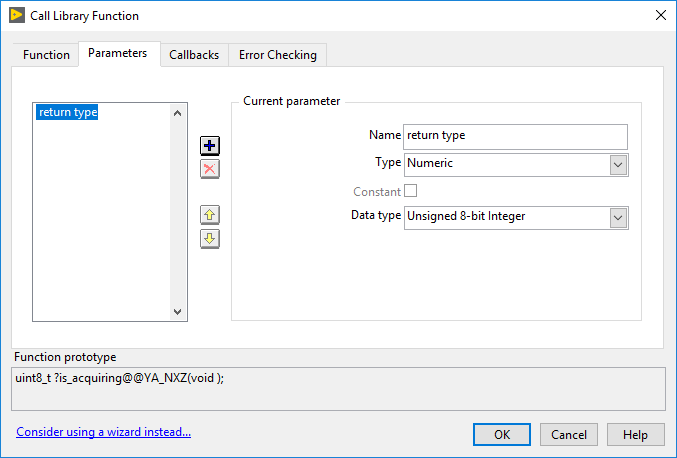 Call Library Function
Function
Parameters
Callbacks
Error Checking
return type
Current parameter
Name return type
Type Numeric
Constant
Data type Unsigned 8-bit Integer
Function prototype
uint8_t ?is_acquiring@@YA_NXZ(void );
Consider using a wizard instead...
OK
Cancel
Help